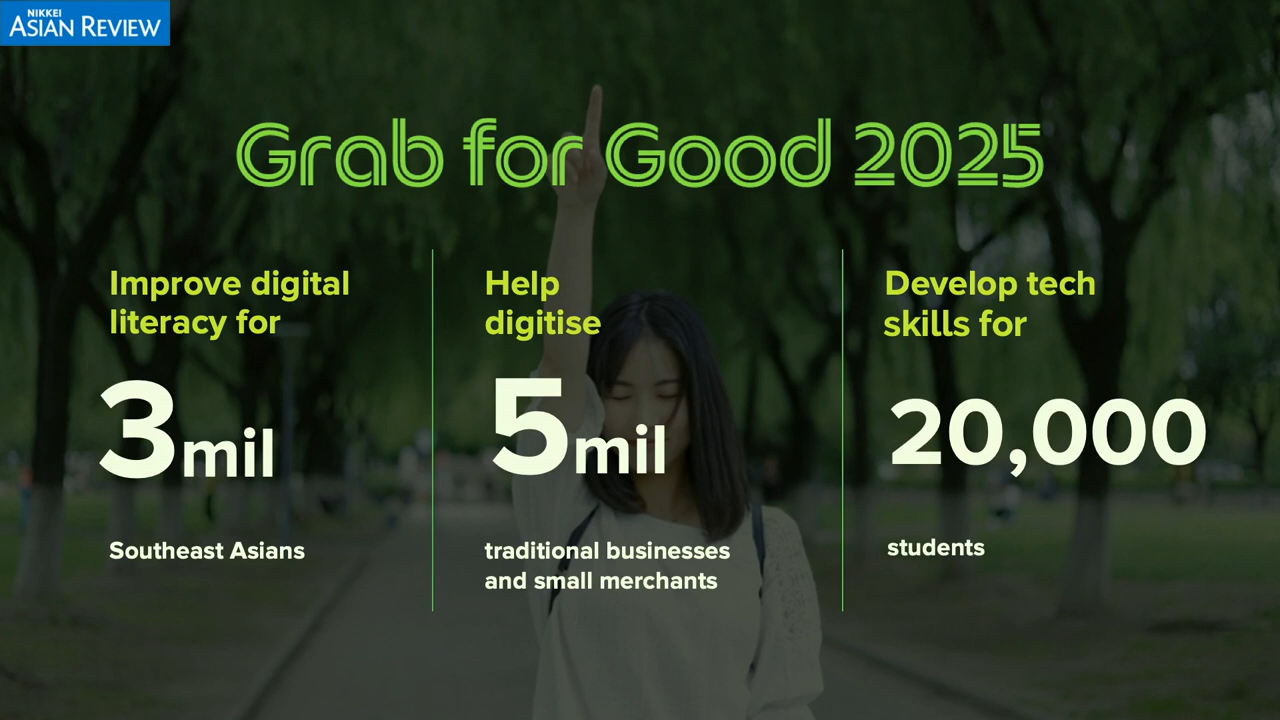 NIKKEI
ASIAN REVIEW
Grab for Good 2025
Improve digital
literacy for
3mil
Southeast Asians
Help
digitise
5mil
traditional businesses
and small merchants
Develop tech
skills for
20,000
students